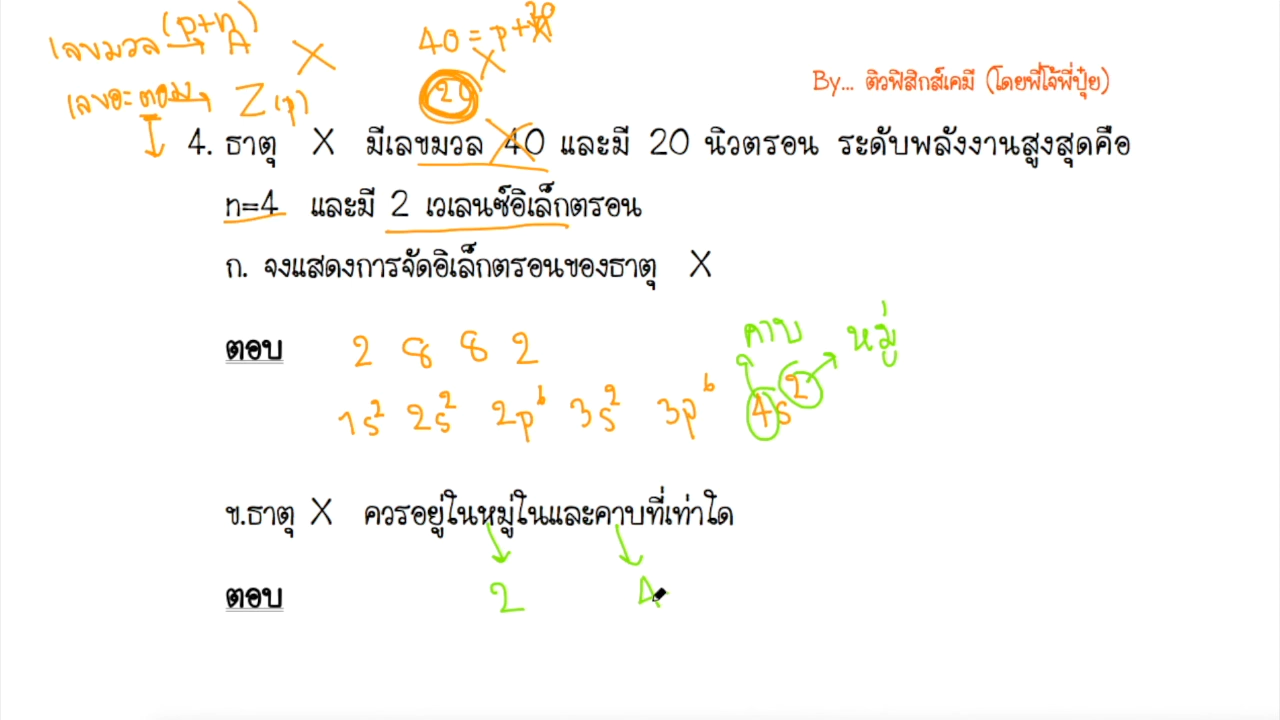 เลขมวล (p+n) → A X
40 = p+20
เลขอะตอม → Z (p)
20 X
By... ติวฟิสิกส์เคมี (โดยพี่โจ้พี่ปุ๋ย)
4. ธาตุ X มีเลขมวล 40 และมี 20 นิวตรอน ระดับพลังงานสูงสุดคือ
n=4 และมี 2 เวเลนซ์อิเล็กตรอน
ก. จงแสดงการจัดอิเล็กตรอนของธาตุ X
คาบ หมู่
ตอบ 2 8 8 2
1s² 2s² 2p⁶ 3s² 3p⁶ 4s²
ข.ธาตุ X ควรอยู่ในหมู่ในและคาบที่เท่าใด
ตอบ 2 4